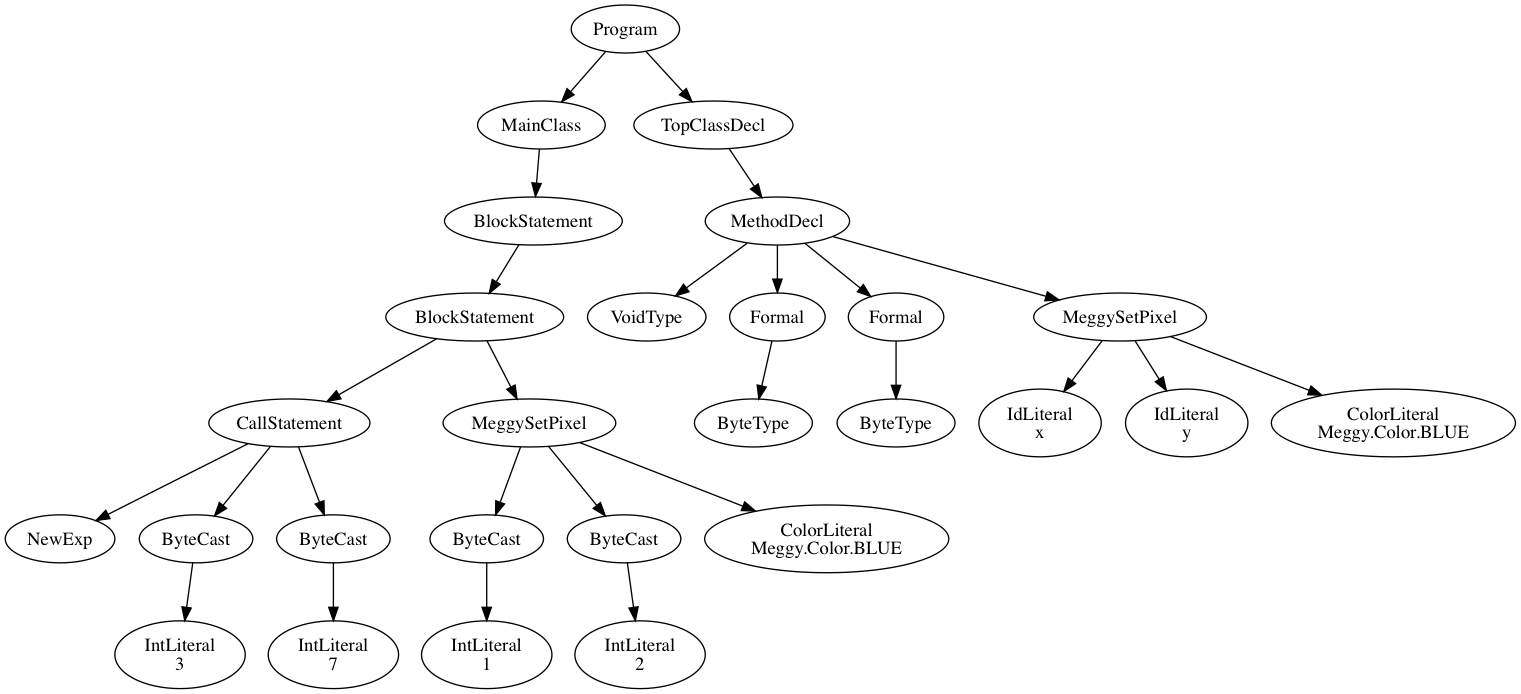 Program
MainClass
TopClassDecl
BlockStatement
MethodDecl
BlockStatement
VoidType
Formal
Formal
MeggySetPixel
CallStatement
MeggySetPixel
ByteType
ByteType
IdLiteral
x
IdLiteral
y
ColorLiteral
Meggy.Color.BLUE
NewExp
ByteCast
ByteCast
ByteCast
ByteCast
ColorLiteral
Meggy.Color.BLUE
IntLiteral
3
IntLiteral
7
IntLiteral
1
IntLiteral
2